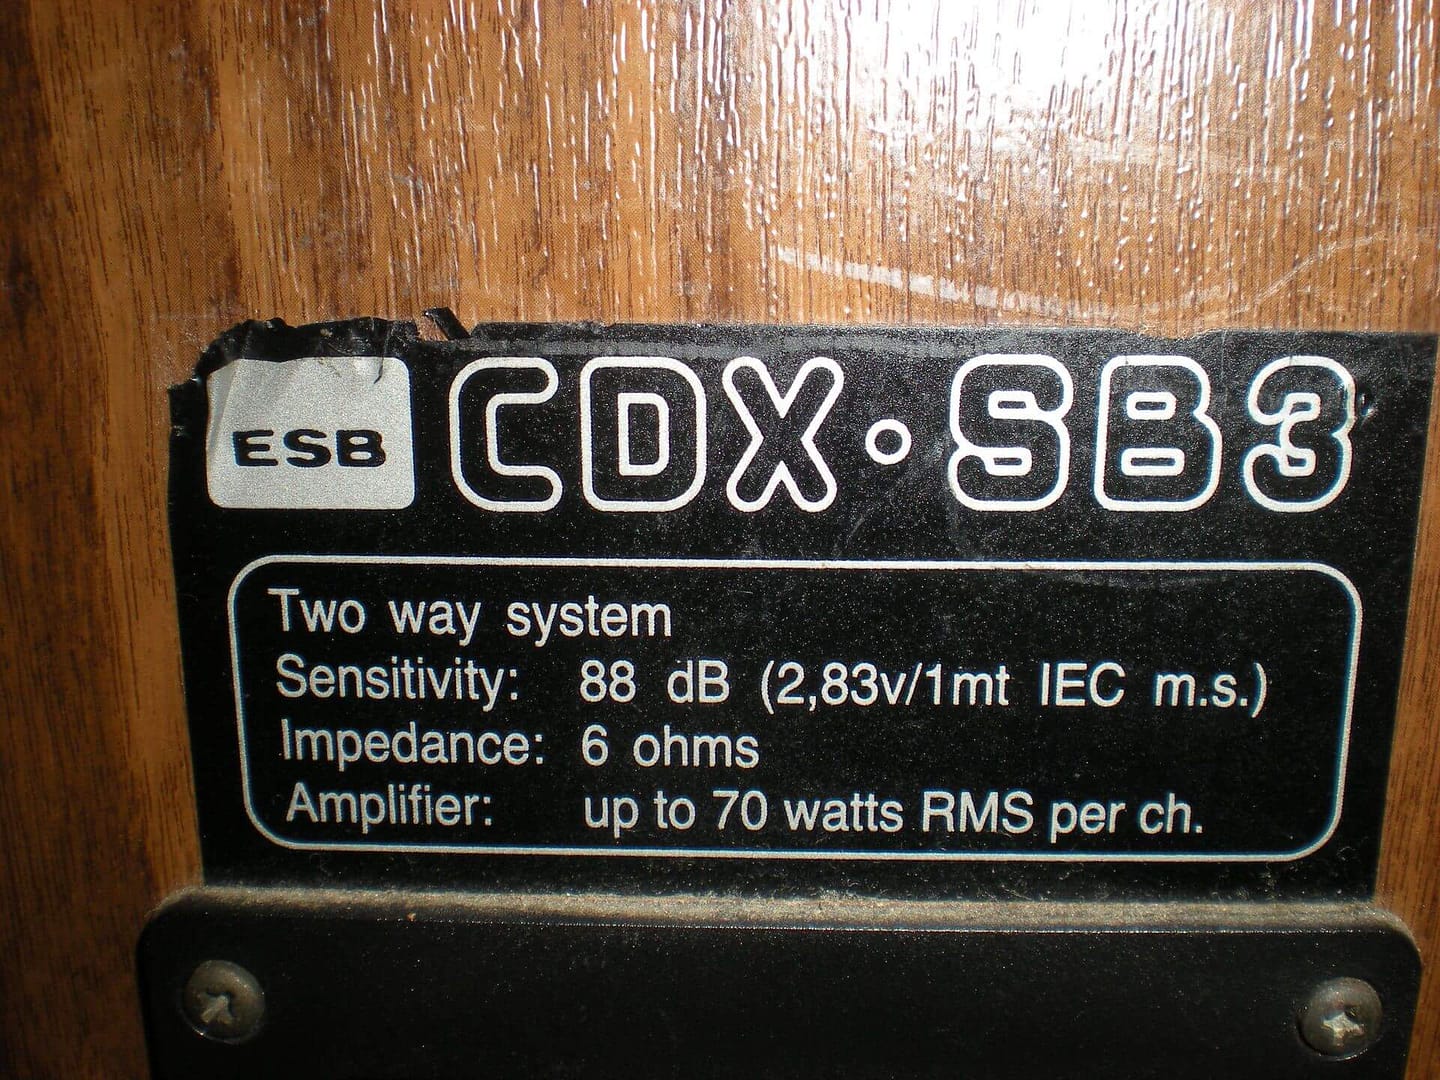 ESB CDX·SB3
Two way system
Sensitivity: 88 dB (2,83v/1mt IEC m.s.)
Impedance: 6 ohms
Amplifier: up to 70 watts RMS per ch.